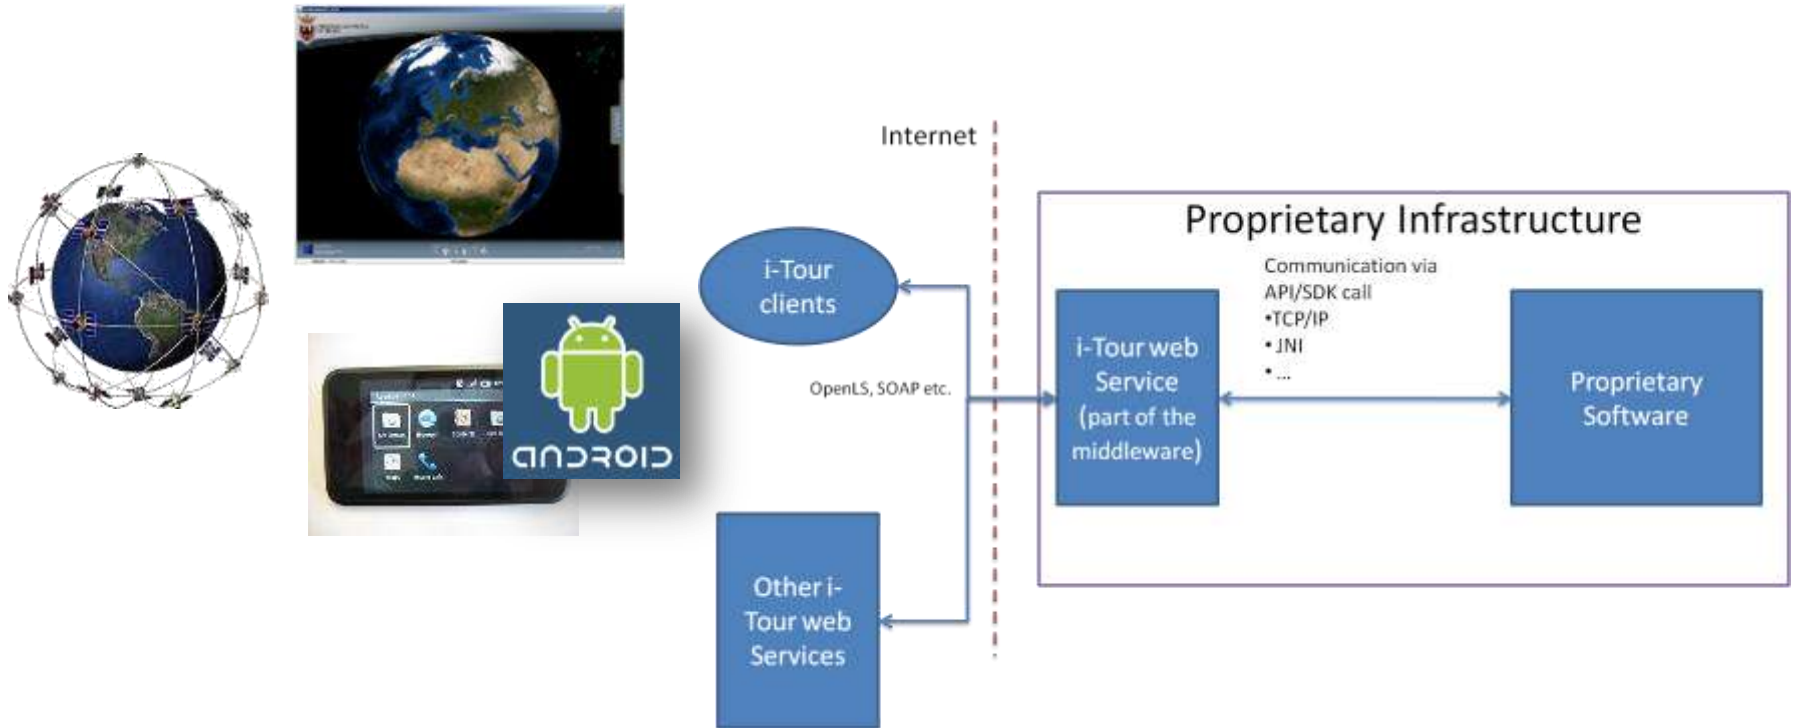 Internet
Proprietary Infrastructure
Communication via
API/SDK call
•TCP/IP
• JNI
• ...
i-Tour
clients
OpenLS, SOAP etc.
i-Tour web
Service
(part of the
middleware)
Proprietary
Software
ANDROID
Other i-
Tour web
Services